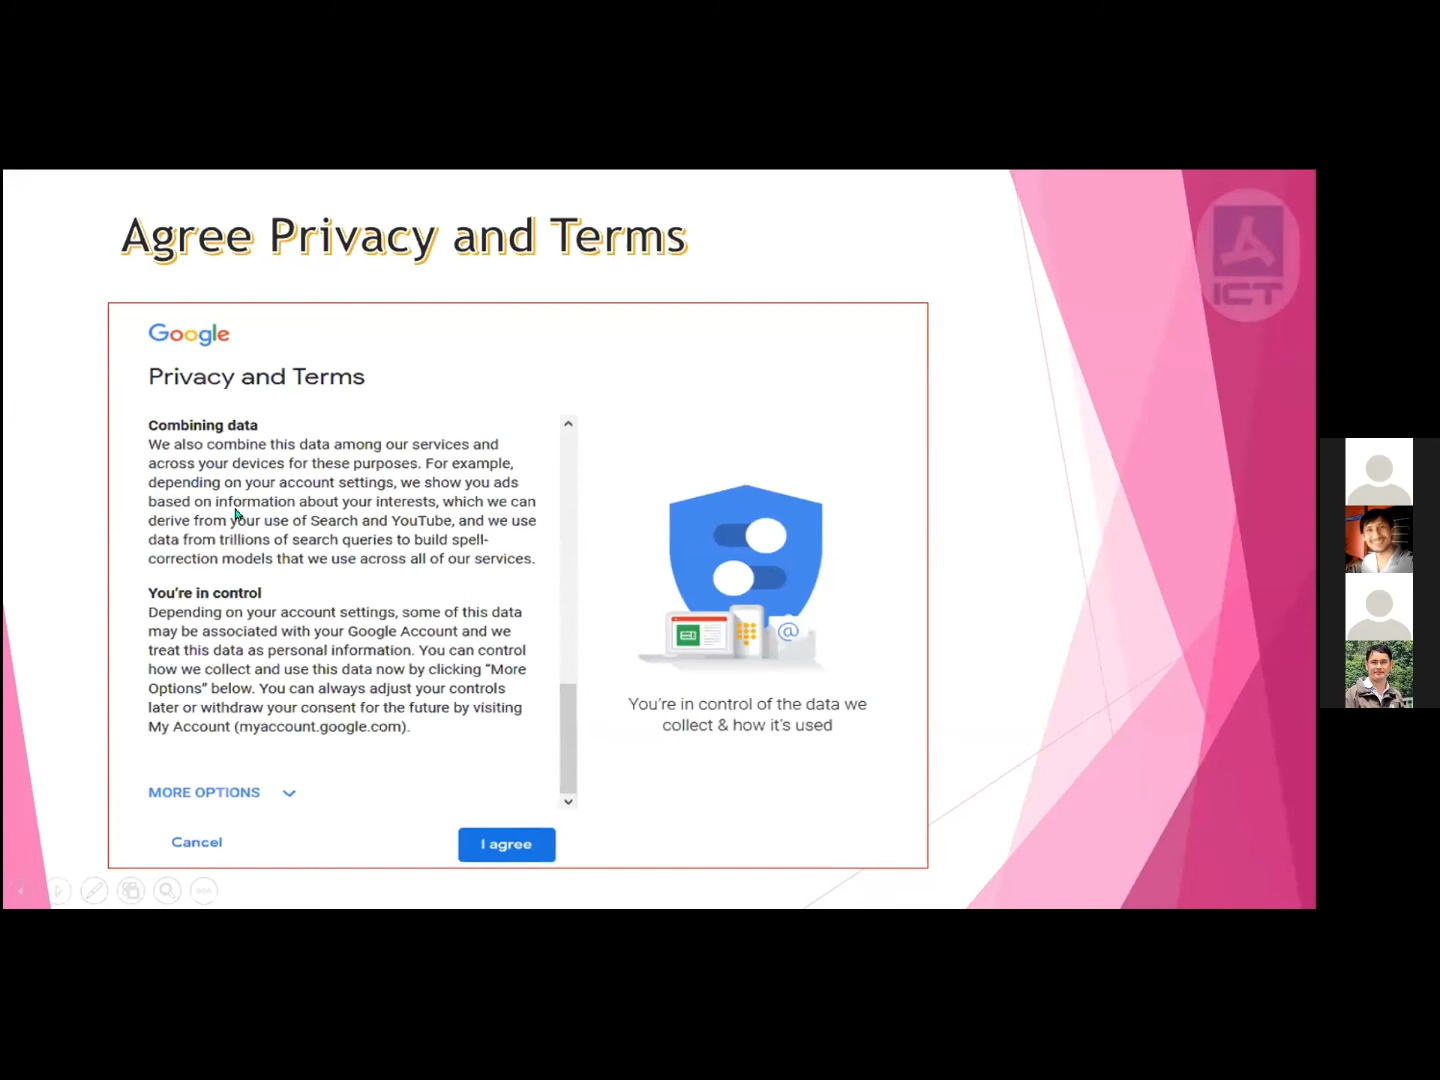 Agree Privacy and Terms
ICT
Google
Privacy and Terms
Combining data
We also combine this data among our services and
across your devices for these purposes. For example,
depending on your account settings, we show you ads
based on information about your interests, which we can
derive from your use of Search and YouTube, and we use
data from trillions of search queries to build spell-
correction models that we use across all of our services.
You’re in control
Depending on your account settings, some of this data
may be associated with your Google Account and we
treat this data as personal information. You can control
how we collect and use this data now by clicking “More
Options” below. You can always adjust your controls
later or withdraw your consent for the future by visiting
My Account (myaccount.google.com).
MORE OPTIONS
Cancel
I agree
@
You’re in control of the data we
collect & how it’s used